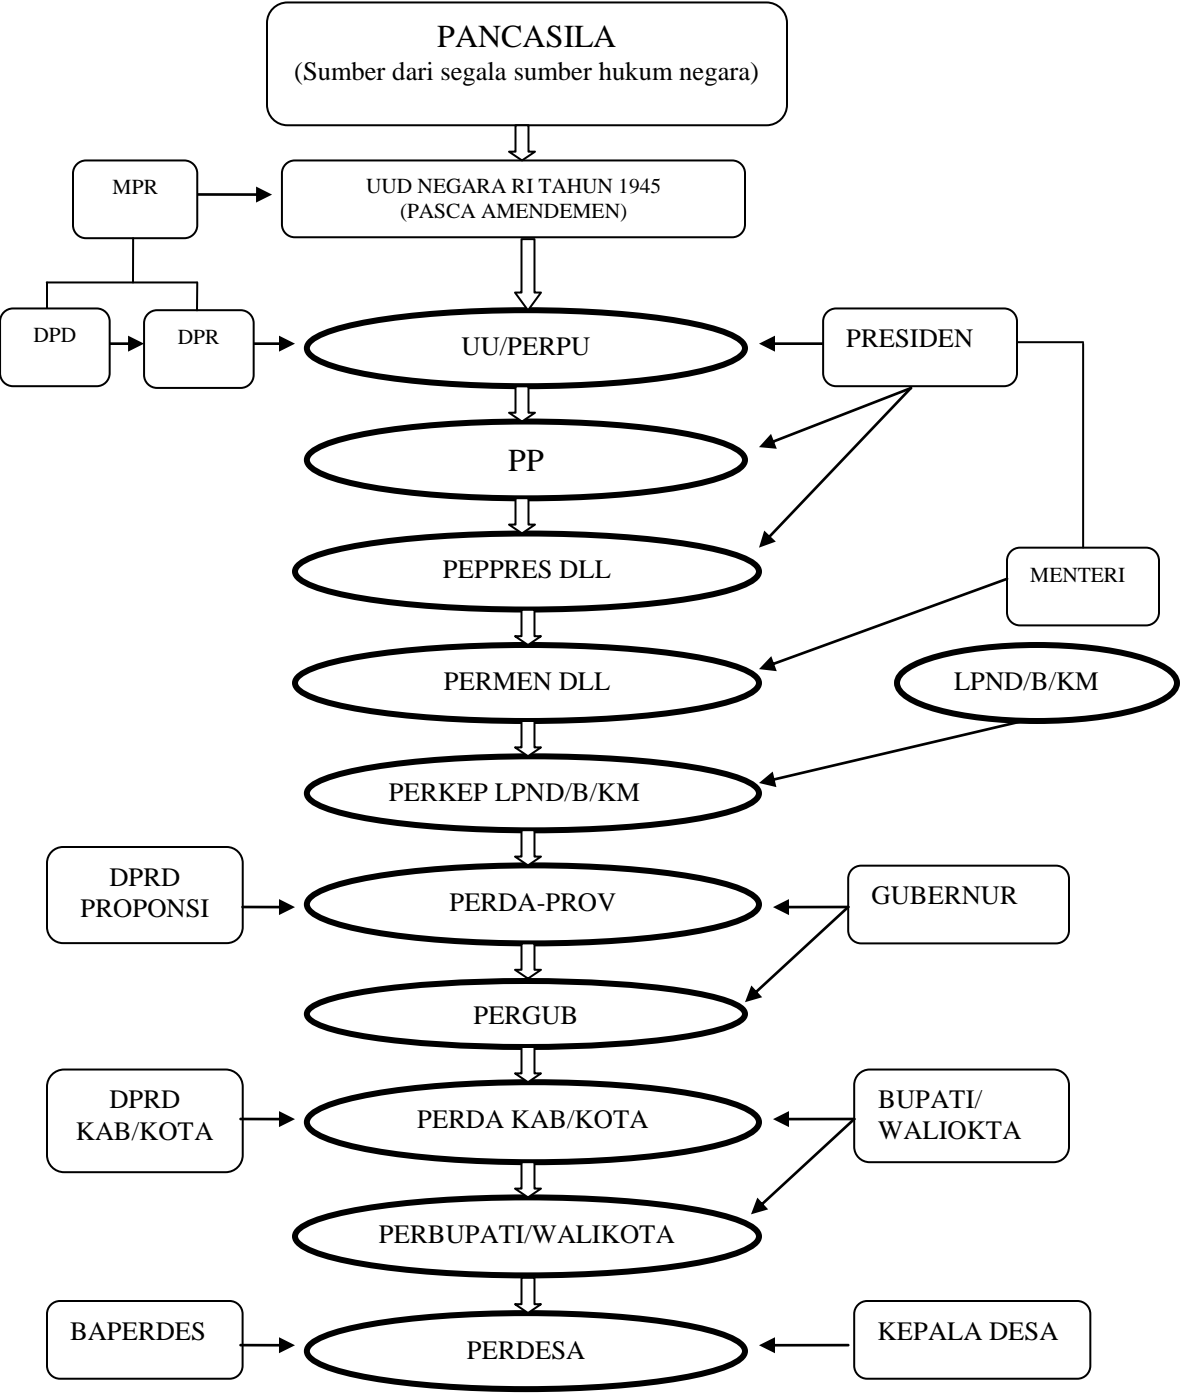 PANCASILA
(Sumber dari segala sumber hukum negara)
MPR
UUD NEGARA RI TAHUN 1945
(PASCA AMENDEMEN)
DPD
DPR
UU/PERPU
PRESIDEN
PP
PEPPRES DLL
MENTERI
PERMEN DLL
LPND/B/KM
PERKEP LPND/B/KM
DPRD
PROPONSI
PERDA-PROV
GUBERNUR
PERGUB
DPRD
KAB/KOTA
PERDA KAB/KOTA
BUPATI/
WALIOKTA
PERBUPATI/WALIKOTA
BAPERDES
PERDESA
KEPALA DESA